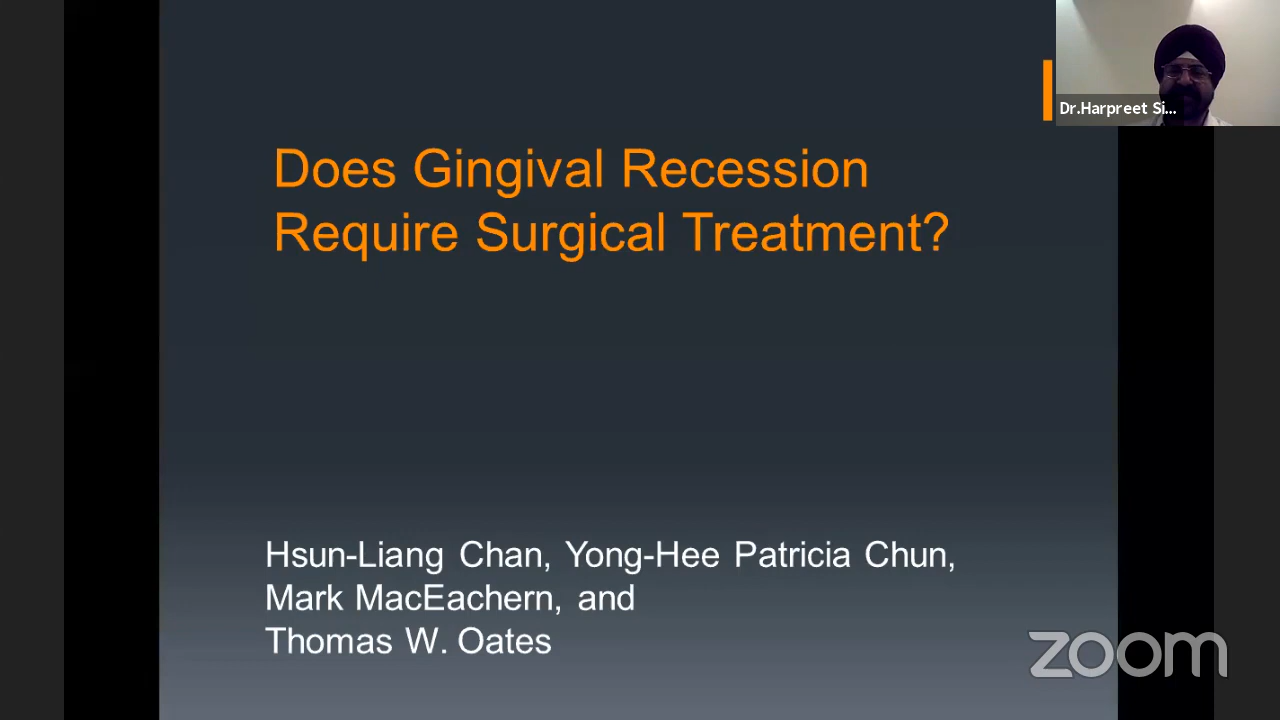 Dr.Harpreet Si...
Does Gingival Recession
Require Surgical Treatment?
Hsun-Liang Chan, Yong-Hee Patricia Chun,
Mark MacEachern, and
Thomas W. Oates
zoom